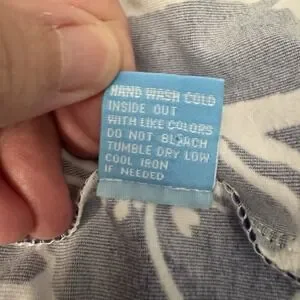 HAND WASH COLD
INSIDE OUT
WITH LIKE COLORS
DO NOT BLEACH
TUMBLE DRY LOW
COOL IRON
IF NEEDED